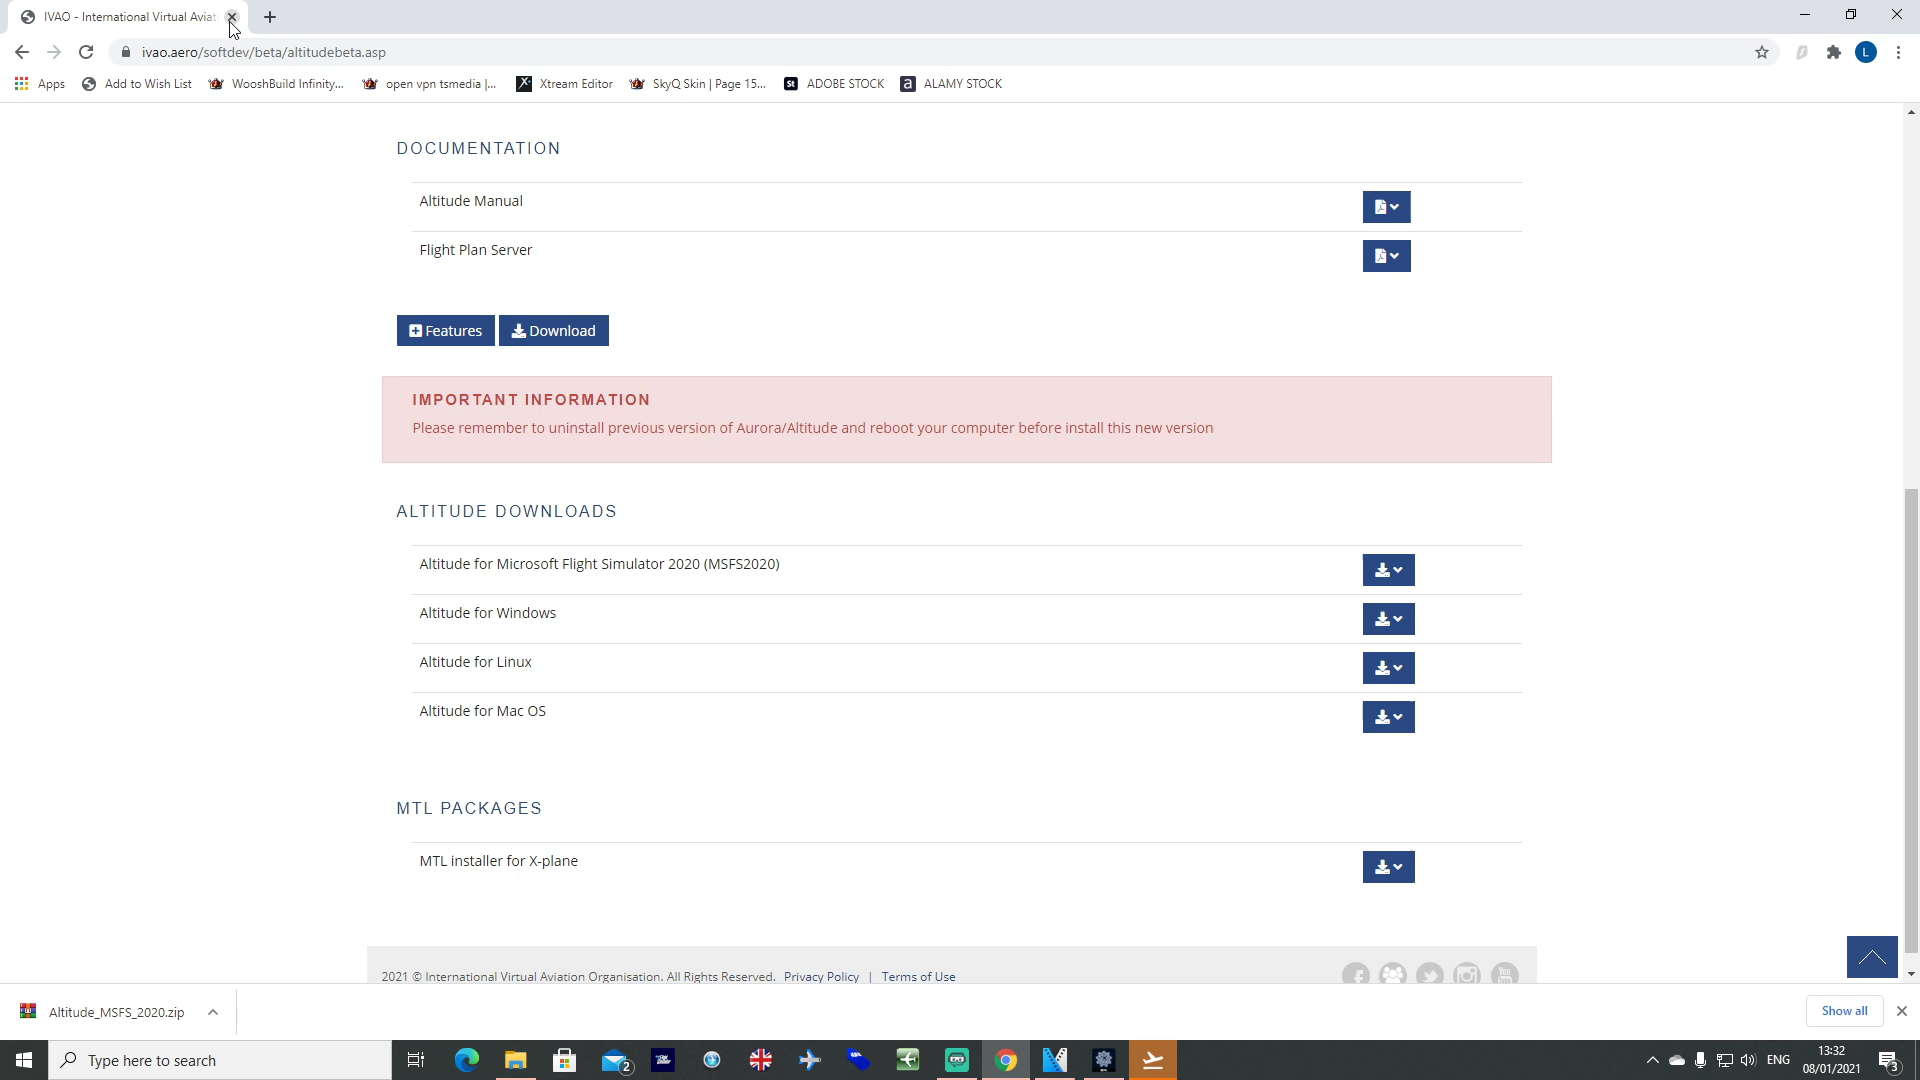 IVAO - International Virtual Aviat
ivao.aero/softdev/beta/altitudebeta.asp
L
Apps
Add to Wish List
WooshBuild Infinity...
open vpn tsmedia |...
Xtream Editor
SkyQ Skin | Page 15...
St ADOBE STOCK
a ALAMY STOCK
DOCUMENTATION
Altitude Manual
Flight Plan Server
Features
Download
IMPORTANT INFORMATION
Please remember to uninstall previous version of Aurora/Altitude and reboot your computer before install this new version
ALTITUDE DOWNLOADS
Altitude for Microsoft Flight Simulator 2020 (MSFS2020)
Altitude for Windows
Altitude for Linux
Altitude for Mac OS
MTL PACKAGES
MTL installer for X-plane
2021 © International Virtual Aviation Organisation. All Rights Reserved. Privacy Policy | Terms of Use
Altitude_MSFS_2020.zip
Show all
Type here to search
2
ENG
13:32
08/01/2021
3